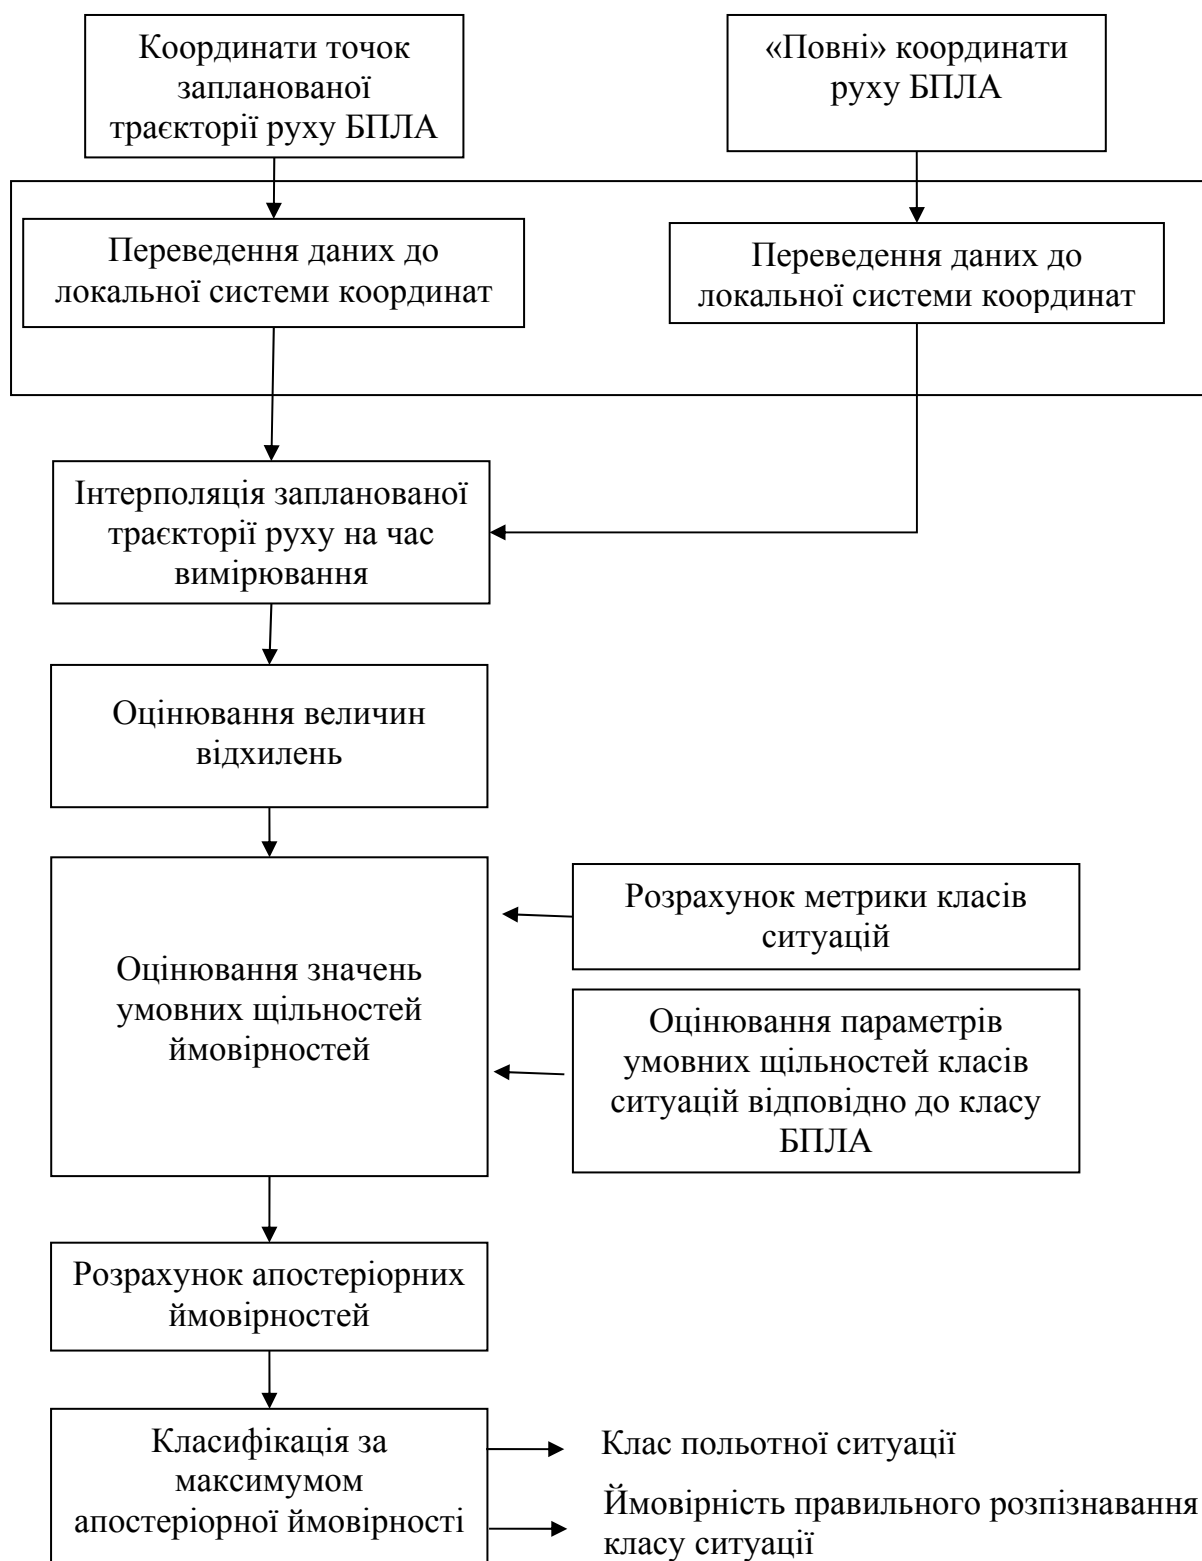 Координати точок
запланованої
траєкторії руху БПЛА
«Повні» координати
руху БПЛА
Переведення даних до
локальної системи координат
Переведення даних до
локальної системи координат
Інтерполяція запланованої
траєкторії руху на час
вимірювання
Оцінювання величин
відхилень
Оцінювання значень
умовних щільностей
ймовірностей
Розрахунок метрики класів
ситуацій
Оцінювання параметрів
умовних щільностей класів
ситуацій відповідно до класу
БПЛА
Розрахунок апостеріорних
ймовірностей
Класифікація за
максимумом
апостеріорної ймовірності
Клас польотної ситуації
Ймовірність правильного розпізнавання
класу ситуації